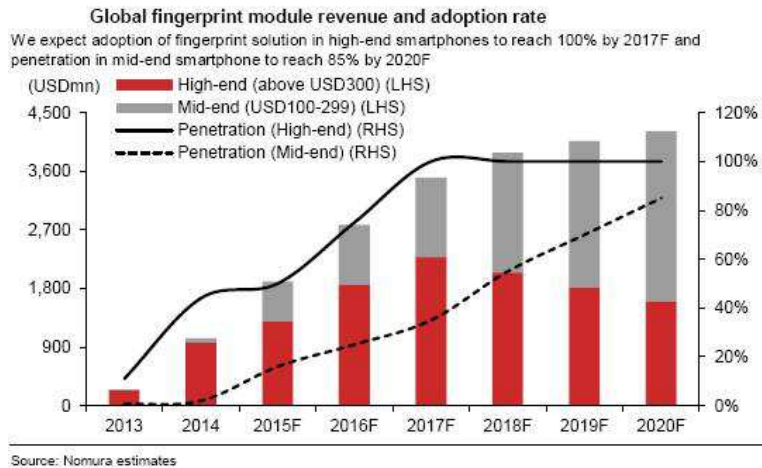 Global fingerprint module revenue and adoption rate
We expect adoption of fingerprint solution in high-end smartphones to reach 100% by 2017F and
penetration in mid-end smartphone to reach 85% by 2020F
(USDmn)
High-end (above USD300) (LHS)
Mid-end (USD100-299) (LHS)
Penetration (High-end) (RHS)
Penetration (Mid-end) (RHS)
4,500
3,600
2,700
1,800
900
0
120%
100%
80%
60%
40%
20%
0%
2013 2014 2015F 2016F 2017F 2018F 2019F 2020F
Source: Nomura estimates